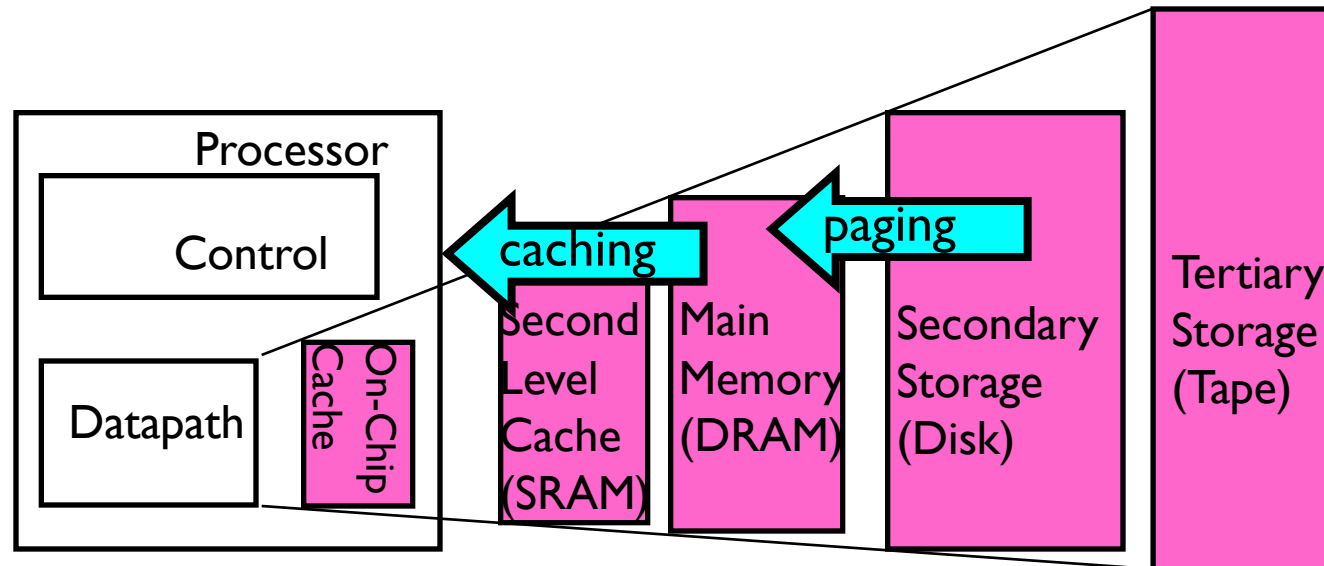 Processor
Control
Datapath
On-Chip
Cache
caching
Second
Level
Cache
(SRAM)
Main
Memory
(DRAM)
paging
Secondary
Storage
(Disk)
Tertiary
Storage
(Tape)